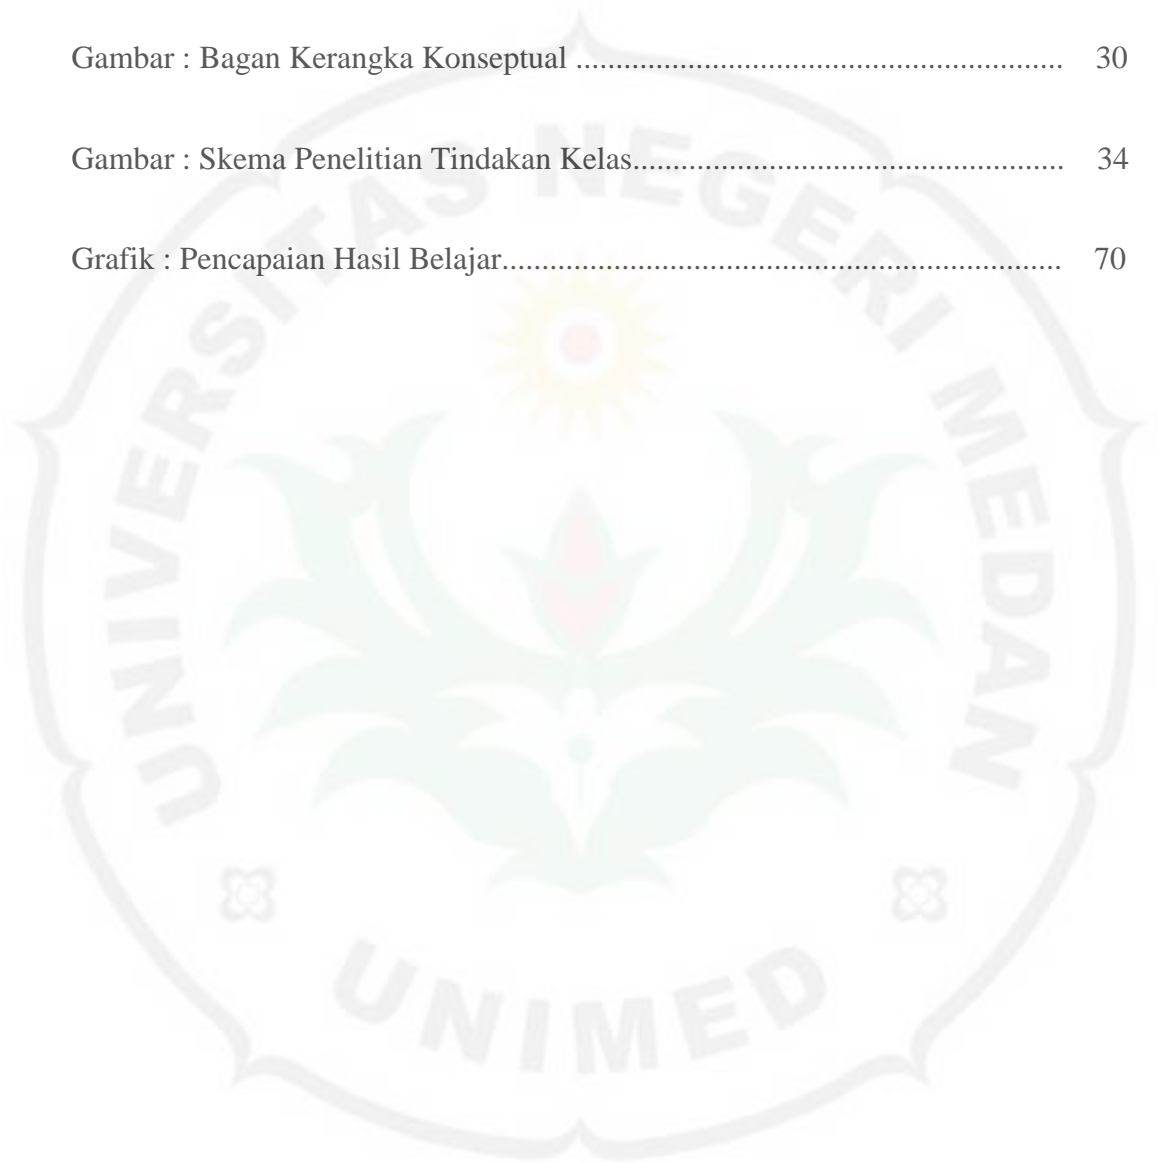 Gambar : Bagan Kerangka Konseptual ............................................................. 30
Gambar : Skema Penelitian Tindakan Kelas...................................................... 34
Grafik : Pencapaian Hasil Belajar...................................................................... 70
UNIVERSITAS NEGERI MEDAN
UNIMED